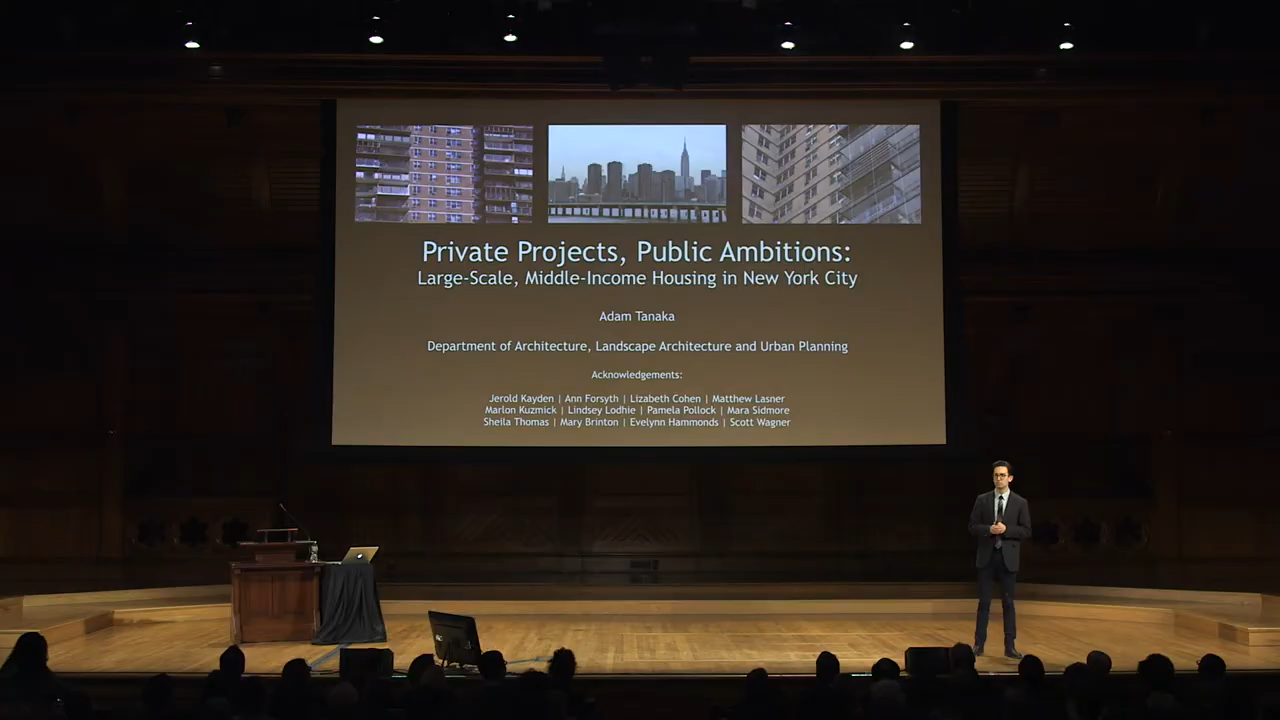 Private Projects, Public Ambitions:
Large-Scale, Middle-Income Housing in New York City
Adam Tanaka
Department of Architecture, Landscape Architecture and Urban Planning
Acknowledgements:
Jerold Kayden | Ann Forsyth | Lizabeth Cohen | Matthew Lasner
Marlon Kuzmick | Lindsey Lodhie | Pamela Pollock | Mara Sidmore
Sheila Thomas | Mary Brinton | Evelynn Hammonds | Scott Wagner